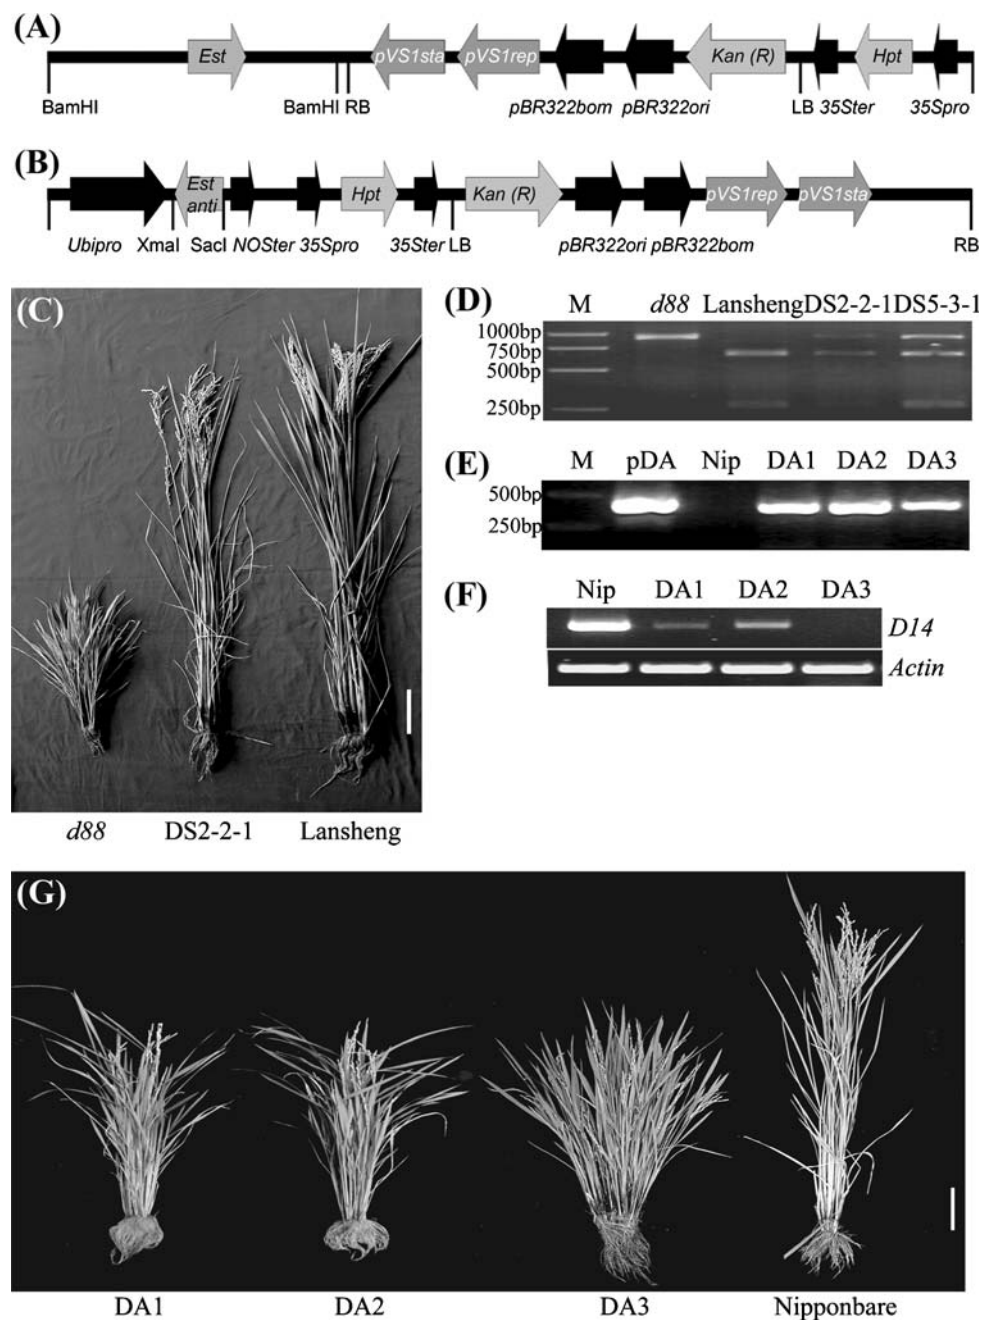 (A)
Est pVS1sta pVS1rep Kan (R) Hpt
BamHI BamHI RB pBR322bom pBR322ori LB 35Ster 35Spro
(B)
Est anti Hpt Kan (R) pVS1rep pVS1sta
Ubipro XmaI SacI NOSter 35Spro 35Ster LB pBR322ori pBR322bom RB
(C)
d88 DS2-2-1 Lansheng
(D)
M d88 Lansheng DS2-2-1 DS5-3-1
1000bp
750bp
500bp
250bp
(E)
M pDA Nip DA1 DA2 DA3
500bp
250bp
(F)
Nip DA1 DA2 DA3
D14
Actin
(G)
DA1 DA2 DA3 Nipponbare